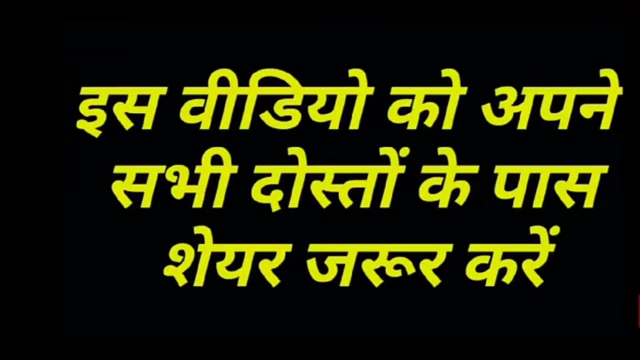 इस वीडियो को अपने
सभी दोस्तों के पास
शेयर जरूर करें